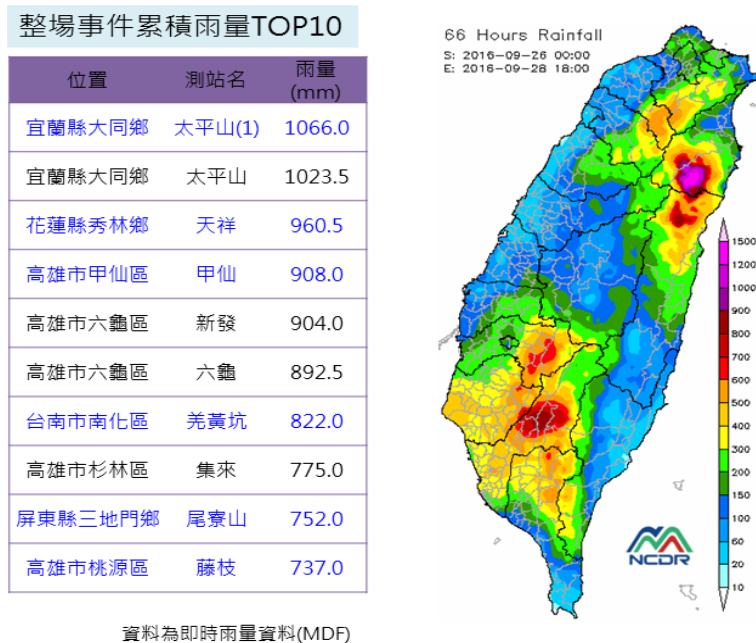 整場事件累積雨量TOP10
位置 測站名 雨量(mm)
宜蘭縣大同鄉 太平山(1) 1066.0
宜蘭縣大同鄉 太平山 1023.5
花蓮縣秀林鄉 天祥 960.5
高雄市甲仙區 甲仙 908.0
高雄市六龜區 新發 904.0
高雄市六龜區 六龜 892.5
台南市南化區 羌黃坑 822.0
高雄市杉林區 集來 775.0
屏東縣三地門鄉 尾寮山 752.0
高雄市桃源區 藤枝 737.0
資料為即時雨量資料(MDF)
66 Hours Rainfall
S: 2016-09-26 00:00
E: 2016-09-28 18:00
1500
1200
1000
900
800
700
600
500
400
300
200
150
100
60
20
10
NCDR